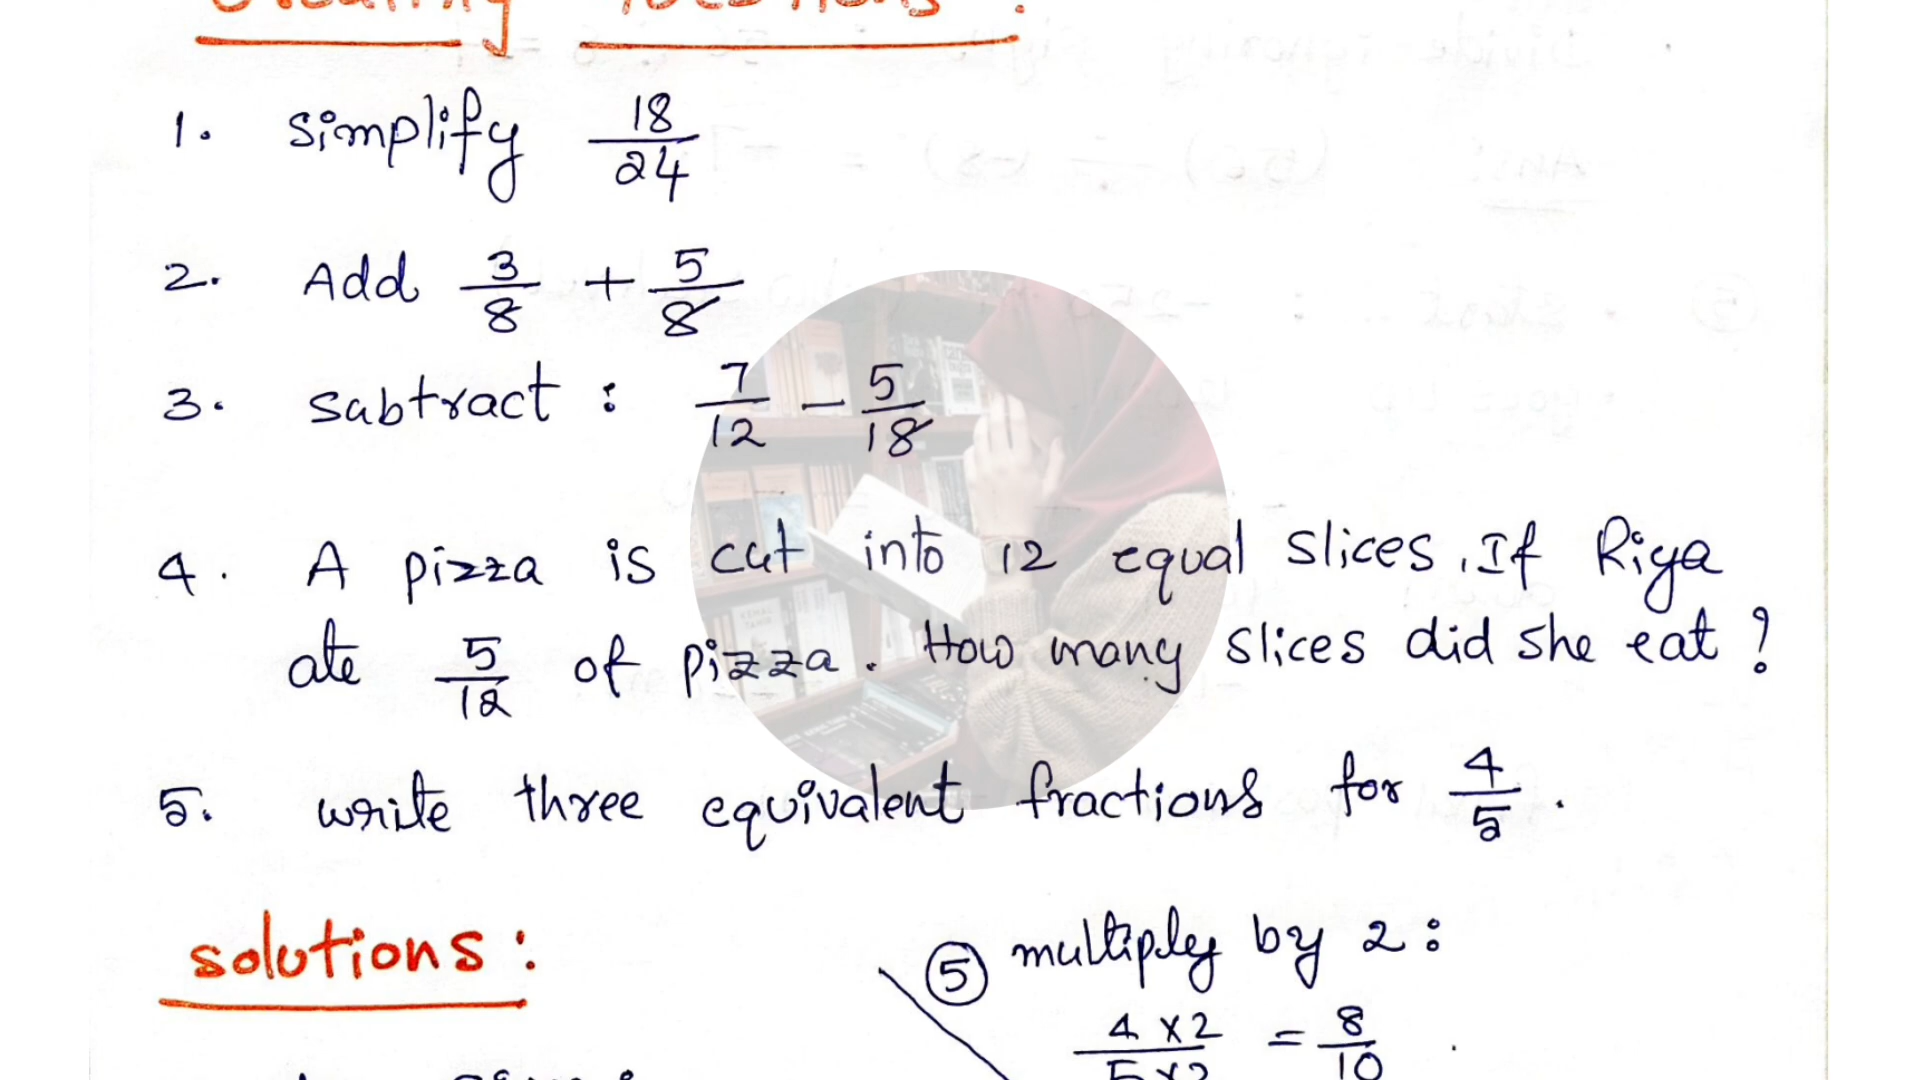 1. Simplify 18/24
2. Add 3/8 + 5/8
3. Subtract : 7/12 - 5/18
4. A pizza is cut into 12 equal slices. If Riya
ate 5/12 of pizza. How many slices did she eat ?
5. write three equivalent fractions for 4/5.
solutions :
⑤ multiply by 2 :
4 x 2 / 5 x 2 = 8/10